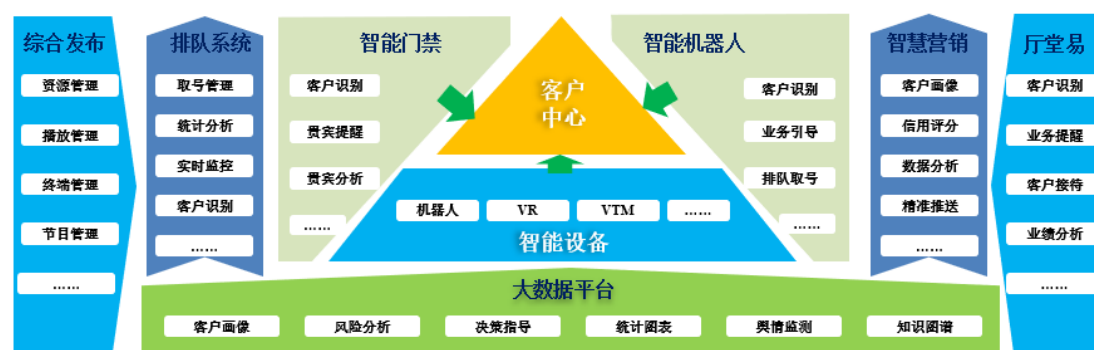 综合发布
资源管理
播放管理
终端管理
节目管理
……
排队系统
取号管理
统计分析
实时监控
客户识别
……
智能门禁
客户识别
贵宾提醒
贵宾分析
……
客户
中心
智能机器人
客户识别
业务引导
排队取号
……
机器人
VR
VTM
……
智能设备
智慧营销
客户画像
信用评分
数据分析
精准推送
……
厅堂易
客户识别
业务提醒
客户接待
业绩分析
……
大数据平台
客户画像
风险分析
决策指导
统计图表
舆情监测
知识图谱